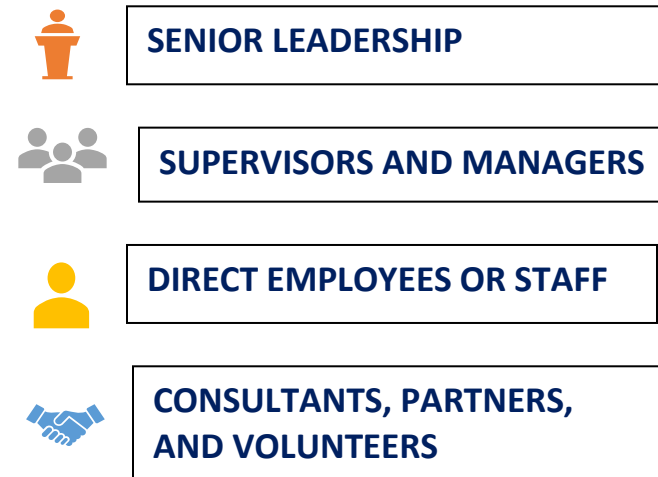 SENIOR LEADERSHIP
SUPERVISORS AND MANAGERS
DIRECT EMPLOYEES OR STAFF
CONSULTANTS, PARTNERS,
AND VOLUNTEERS